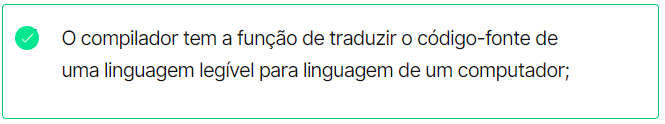 O compilador tem a função de traduzir o código-fonte de
uma linguagem legível para linguagem de um computador;